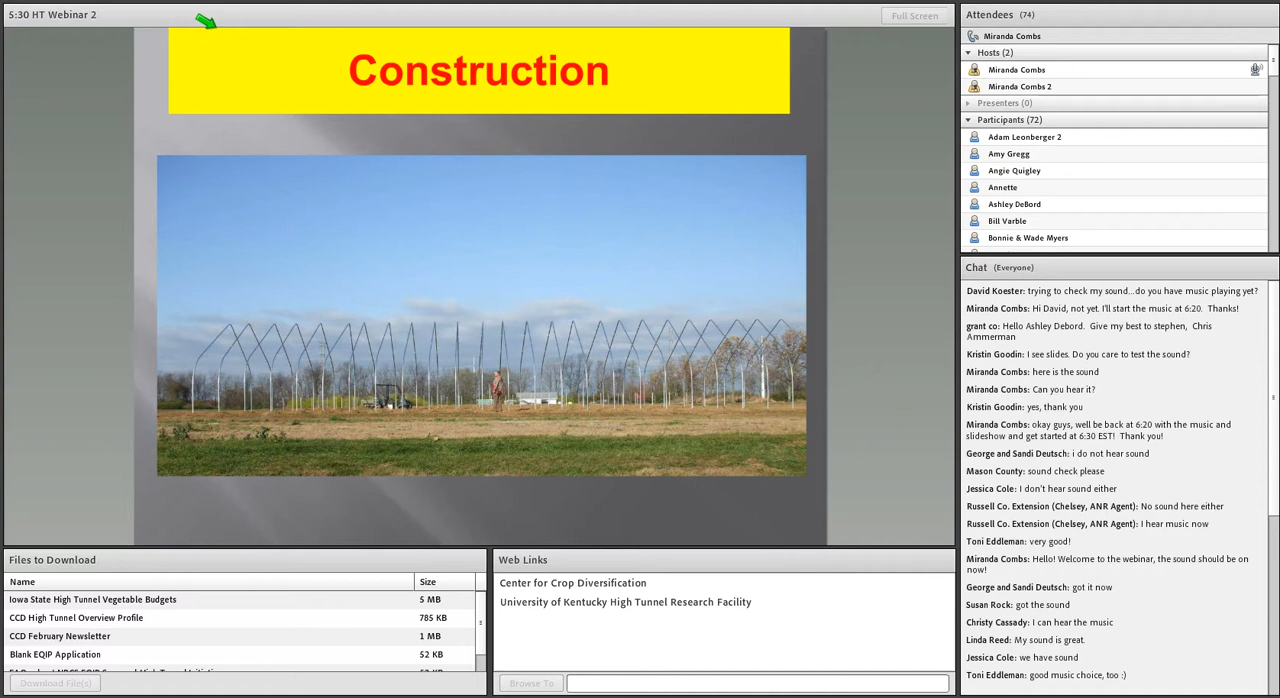 5:30 HT Webinar 2
Full Screen
Construction
Files to Download
Name Size
Iowa State High Tunnel Vegetable Budgets 5 MB
CCD High Tunnel Overview Profile 785 KB
CCD February Newsletter 1 MB
Blank EQIP Application 52 KB
Download File(s)
Web Links
Center for Crop Diversification
University of Kentucky High Tunnel Research Facility
Browse To
Attendees (74)
Miranda Combs
Hosts (2)
Miranda Combs
Miranda Combs 2
Presenters (0)
Participants (72)
Adam Leonberger 2
Amy Gregg
Angie Quigley
Annette
Ashley DeBord
Bill Varble
Bonnie & Wade Myers
Chat (Everyone)
David Koester: trying to check my sound...do you have music playing yet?
Miranda Combs: Hi David, not yet. I'll start the music at 6:20. Thanks!
grant co: Hello Ashley Debord. Give my best to stephen, Chris
Ammerman
Kristin Goodin: I see slides. Do you care to test the sound?
Miranda Combs: here is the sound
Miranda Combs: Can you hear it?
Kristin Goodin: yes, thank you
Miranda Combs: okay guys, well be back at 6:20 with the music and
slideshow and get started at 6:30 EST! Thank you!
George and Sandi Deutsch: i do not hear sound
Mason County: sound check please
Jessica Cole: I don't hear sound either
Russell Co. Extension (Chelsey, ANR Agent): No sound here either
Russell Co. Extension (Chelsey, ANR Agent): I hear music now
Toni Eddleman: very good!
Miranda Combs: Hello! Welcome to the webinar, the sound should be on
now!
George and Sandi Deutsch: got it now
Susan Rock: got the sound
Christy Cassady: I can hear the music
Linda Reed: My sound is great.
Jessica Cole: we have sound
Toni Eddleman: good music choice, too :)